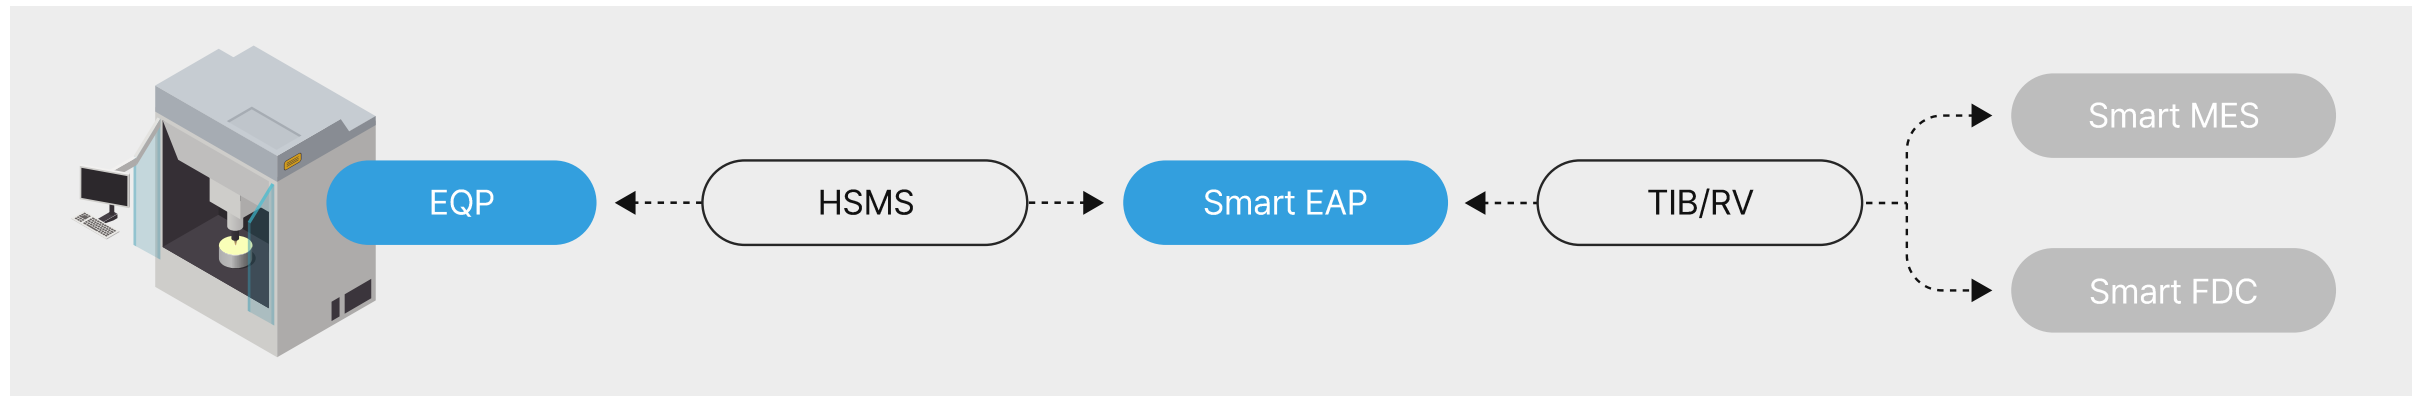 EQP
HSMS
Smart EAP
TIB/RV
Smart MES
Smart FDC